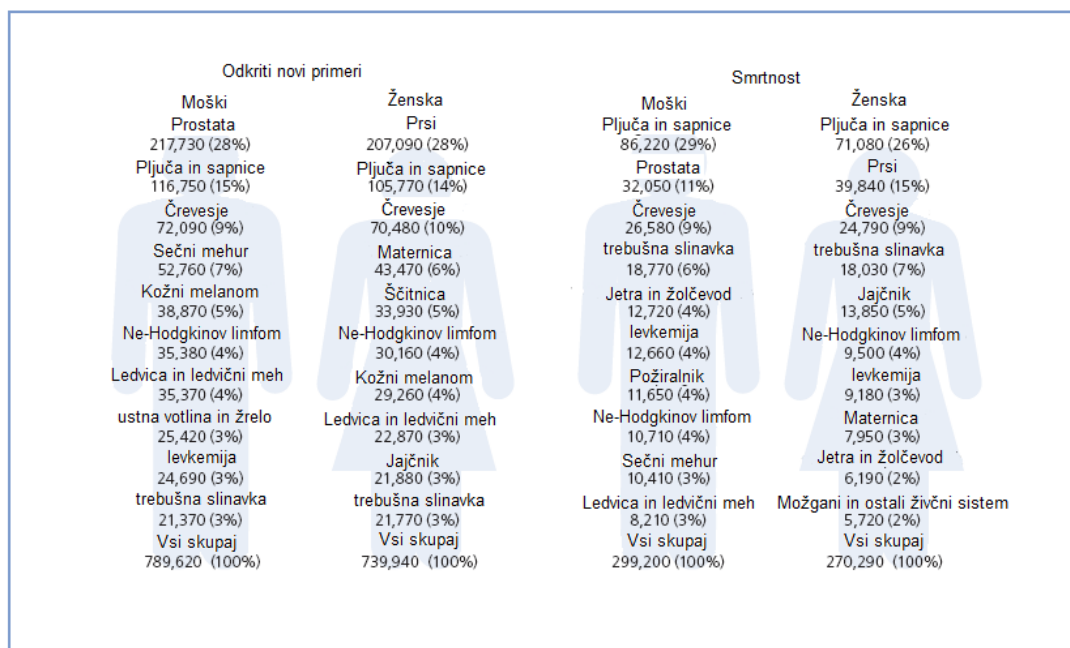 Odkriti novi primeri
Moški
Prostata
217,730 (28%)
Pljuča in sapnice
116,750 (15%)
Črevesje
72,090 (9%)
Sečni mehur
52,760 (7%)
Kožni melanom
38,870 (5%)
Ne-Hodgkinov limfom
35,380 (4%)
Ledvica in ledvični meh
35,370 (4%)
ustna votlina in žrelo
25,420 (3%)
levkemija
24,690 (3%)
trebušna slinavka
21,370 (3%)
Vsi skupaj
789,620 (100%)
Ženska
Prsi
207,090 (28%)
Pljuča in sapnice
105,770 (14%)
Črevesje
70,480 (10%)
Maternica
43,470 (6%)
Ščitnica
33,930 (5%)
Ne-Hodgkinov limfom
30,160 (4%)
Kožni melanom
29,260 (4%)
Ledvica in ledvični meh
22,870 (3%)
Jajčnik
21,880 (3%)
trebušna slinavka
21,770 (3%)
Vsi skupaj
739,940 (100%)
Smrtnost
Moški
Pljuča in sapnice
86,220 (29%)
Prostata
32,050 (11%)
Črevesje
26,580 (9%)
trebušna slinavka
18,770 (6%)
Jetra in žolčevod
12,720 (4%)
levkemija
12,660 (4%)
Požiralnik
11,650 (4%)
Ne-Hodgkinov limfom
10,710 (4%)
Sečni mehur
10,410 (3%)
Ledvica in ledvični meh
8,210 (3%)
Vsi skupaj
299,200 (100%)
Ženska
Pljuča in sapnice
71,080 (26%)
Prsi
39,840 (15%)
Črevesje
24,790 (9%)
trebušna slinavka
18,030 (7%)
Jajčnik
13,850 (5%)
Ne-Hodgkinov limfom
9,500 (4%)
levkemija
9,180 (3%)
Maternica
7,950 (3%)
Jetra in žolčevod
6,190 (2%)
Možgani in ostali živčni sistem
5,720 (2%)
Vsi skupaj
270,290 (100%)